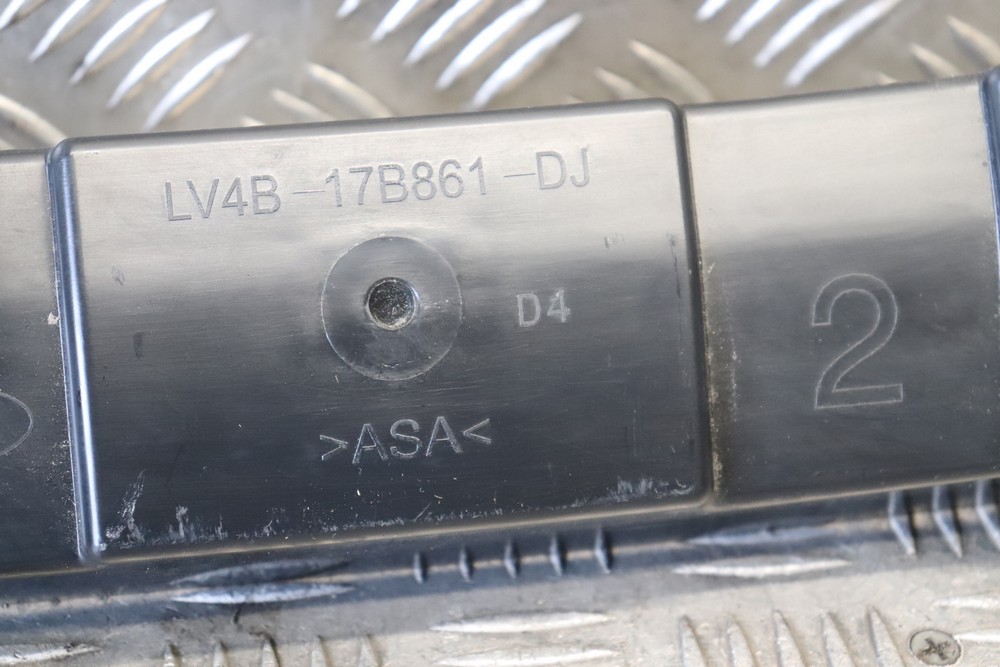 LV4B-17B861-DJ
D4
>ASA<
2